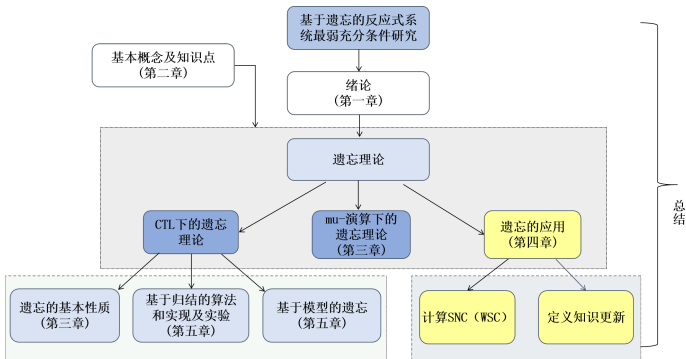 基于遗忘的反应式系
统最弱充分条件研究
基本概念及知识点
(第二章)
绪论
(第一章)
遗忘理论
CTL下的遗忘
理论
mu-演算下的
遗忘理论
(第三章)
遗忘的应用
(第四章)
总结
遗忘的基本性质
(第三章)
基于归结的算法
和实现及实验
(第五章)
基于模型的遗忘
(第五章)
计算SNC（WSC）
定义知识更新